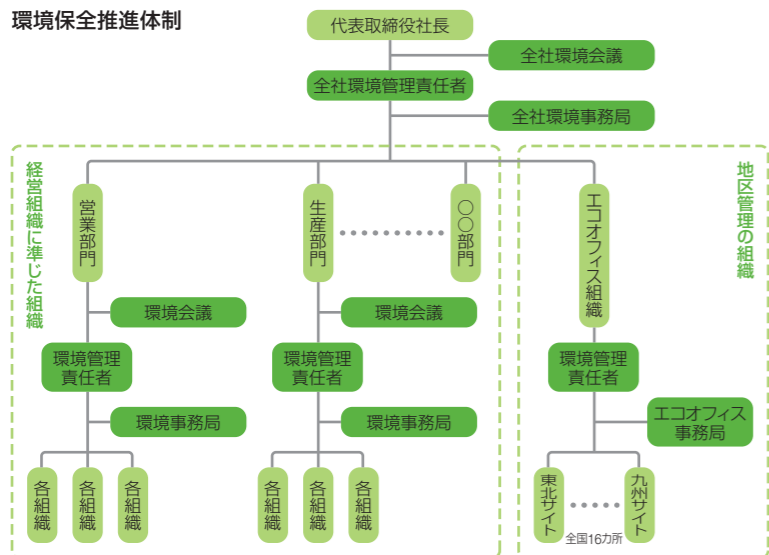 環境保全推進体制
代表取締役社長
全社環境会議
全社環境管理責任者
全社環境事務局
経営組織に準じた組織
地区管理の組織
営業部門
生産部門
〇〇部門
エコオフィス組織
環境会議
環境会議
環境管理
責任者
環境管理
責任者
環境管理
責任者
環境事務局
環境事務局
エコオフィス
事務局
各組織
各組織
各組織
各組織
各組織
各組織
東北サイト
九州サイト
全国16カ所